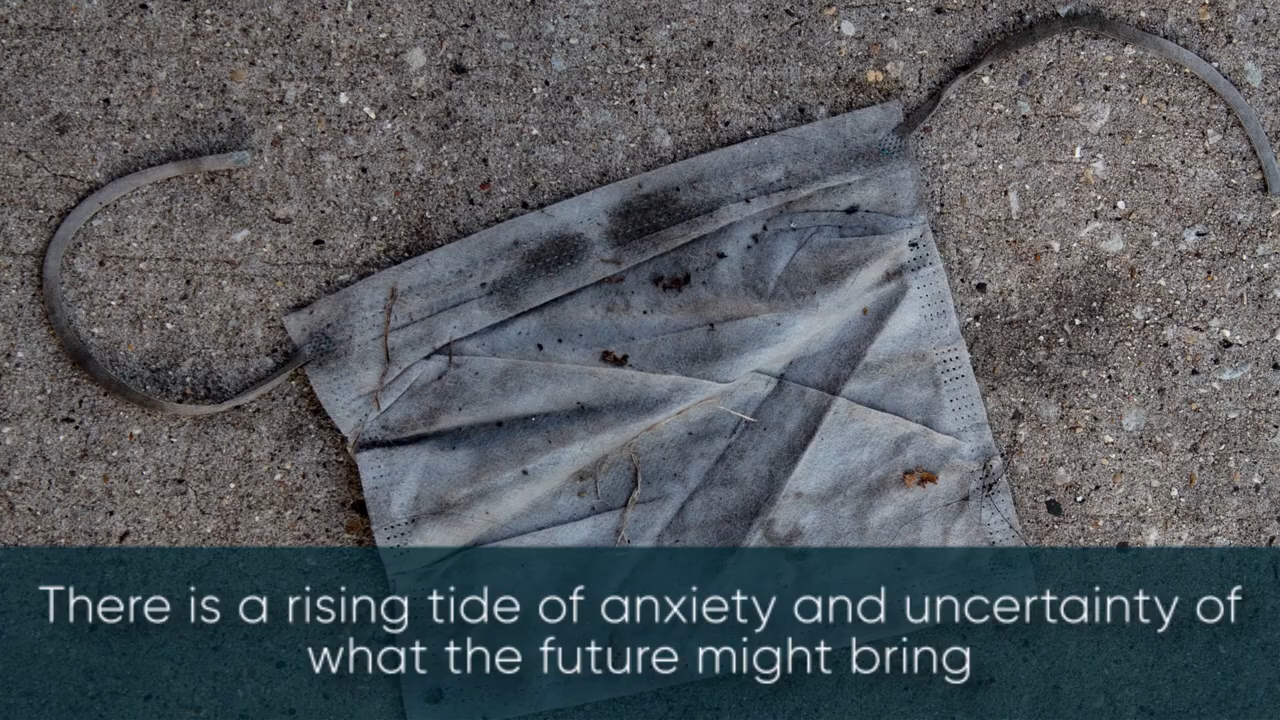 There is a rising tide of anxiety and uncertainty of
what the future might bring